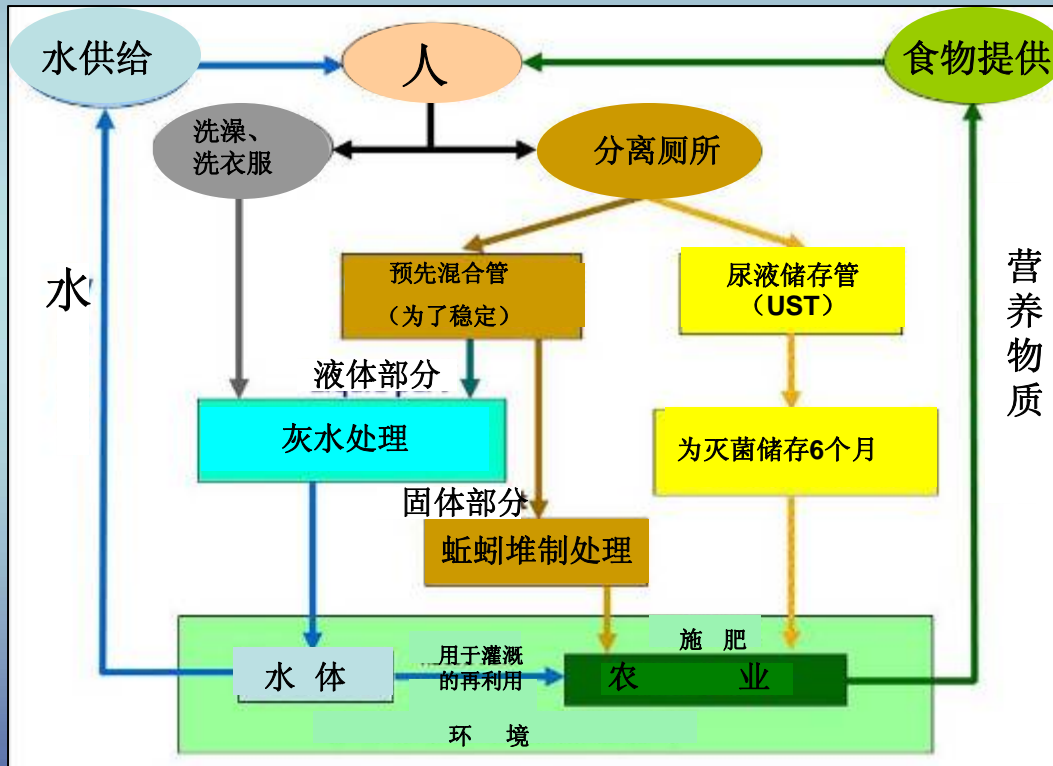 水供给
人
食物提供
洗澡、
洗衣服
分离厕所
预先混合管
（为了稳定）
尿液储存管
（UST）
水
营
养
物
质
液体部分
灰水处理
为灭菌储存6个月
固体部分
蚯蚓堆制处理
施 肥
水 体
用于灌溉
的再利用
农 业
环 境